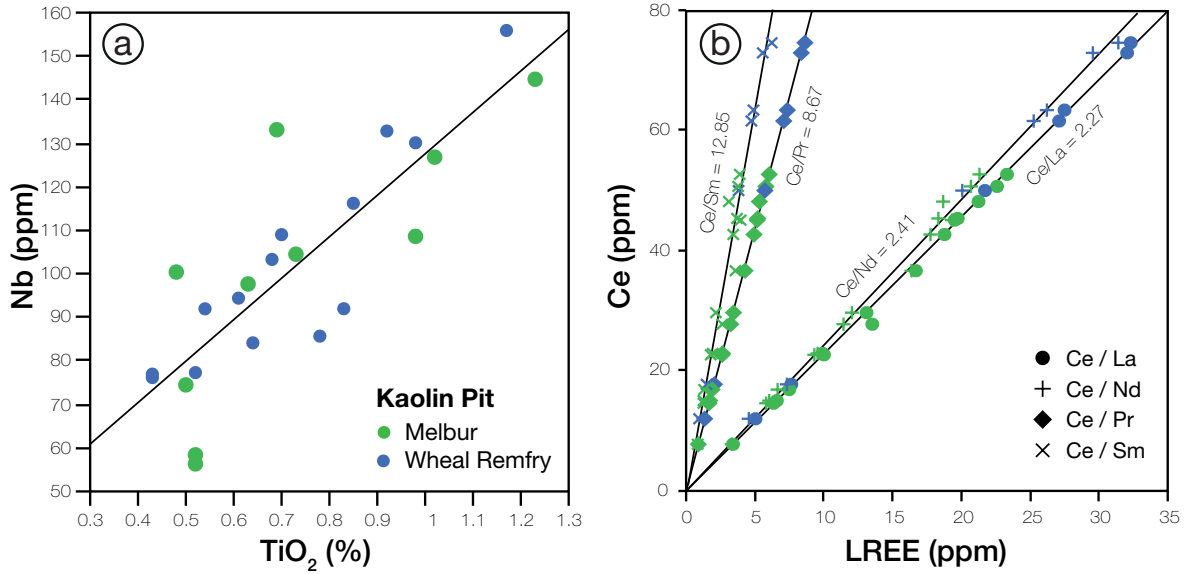 a
160
150
140
130
120
110
100
90
80
70
60
50
Nb (ppm)
0.3
0.4
0.5
0.6
0.7
0.8
0.9
1
1.1
1.2
1.3
TiO₂ (%)
Kaolin Pit
Melbur
Wheal Remfry
b
80
60
40
20
0
Ce (ppm)
0
5
10
15
20
25
30
35
LREE (ppm)
Ce/Sm = 12.85
Ce/Pr = 8.67
Ce/Nd = 2.41
Ce/La = 2.27
Ce / La
Ce / Nd
Ce / Pr
Ce / Sm